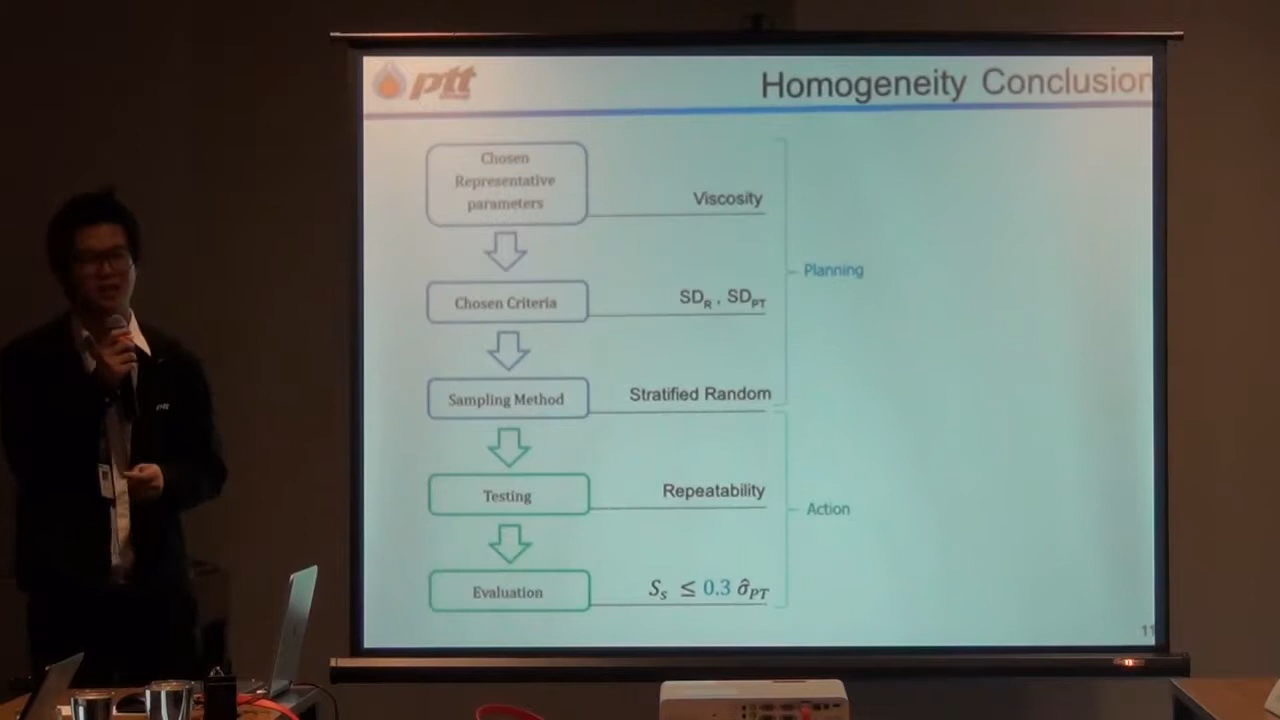 ptt
Homogeneity Conclusion
Chosen
Representative
parameters
Viscosity
Planning
Chosen Criteria
SD_R , SD_PT
Sampling Method
Stratified Random
Testing
Repeatability
Action
Evaluation
S_s ≤ 0.3 σ̂_PT
11
ptt